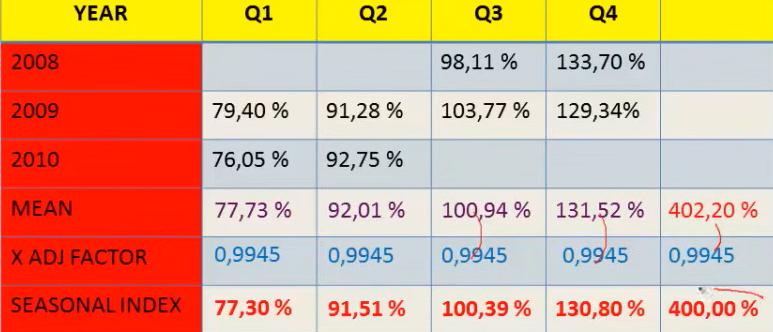 YEAR Q1 Q2 Q3 Q4
2008 98,11 % 133,70 %
2009 79,40 % 91,28 % 103,77 % 129,34%
2010 76,05 % 92,75 %
MEAN 77,73 % 92,01 % 100,94 % 131,52 % 402,20 %
X ADJ FACTOR 0,9945 0,9945 0,9945 0,9945 0,9945
SEASONAL INDEX 77,30 % 91,51 % 100,39 % 130,80 % 400,00 %